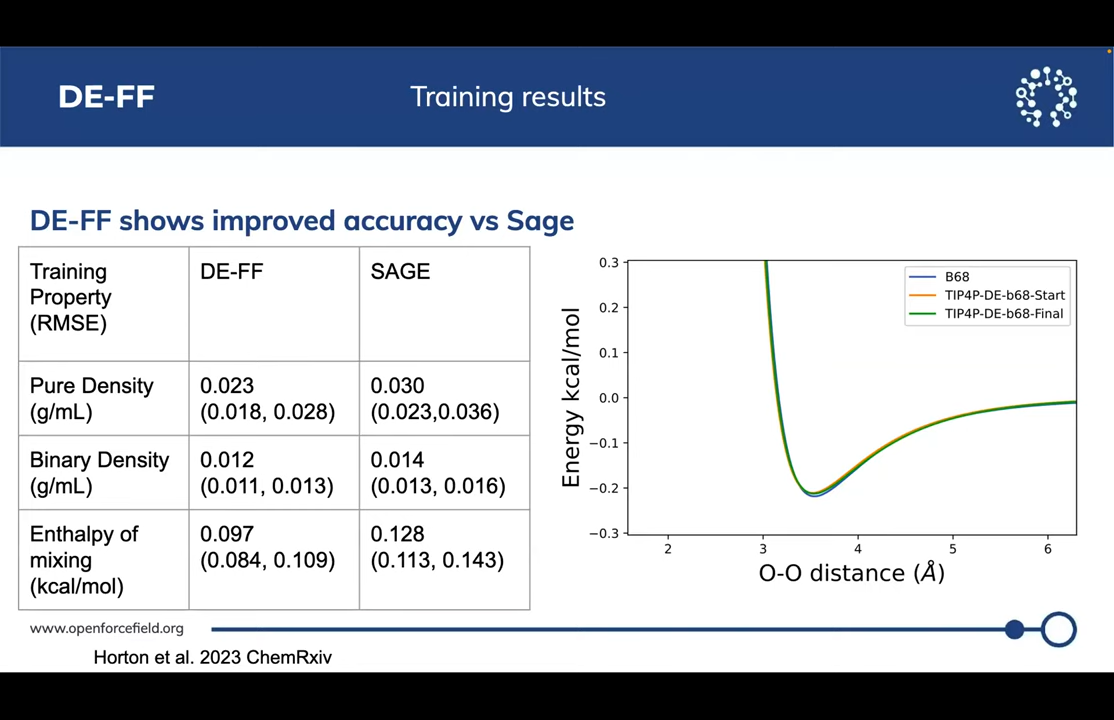 DE-FF
Training results
DE-FF shows improved accuracy vs Sage
Training Property (RMSE)
DE-FF
SAGE
Pure Density (g/mL)
0.023 (0.018, 0.028)
0.030 (0.023,0.036)
Binary Density (g/mL)
0.012 (0.011, 0.013)
0.014 (0.013, 0.016)
Enthalpy of mixing (kcal/mol)
0.097 (0.084, 0.109)
0.128 (0.113, 0.143)
Energy kcal/mol
0.3
0.2
0.1
0.0
−0.1
−0.2
−0.3
B68
TIP4P-DE-b68-Start
TIP4P-DE-b68-Final
2 3 4 5 6
O-O distance (Å)
www.openforcefield.org
Horton et al. 2023 ChemRxiv